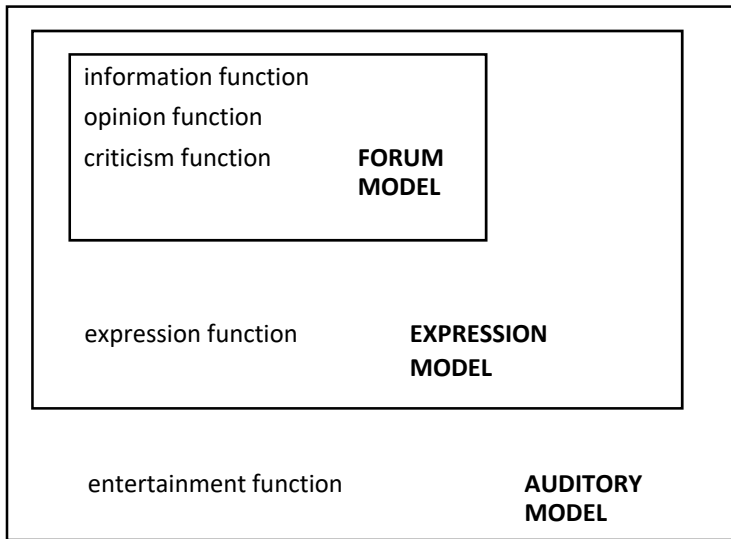 information function
opinion function
criticism function FORUM
MODEL
expression function EXPRESSION
MODEL
entertainment function AUDITORY
MODEL